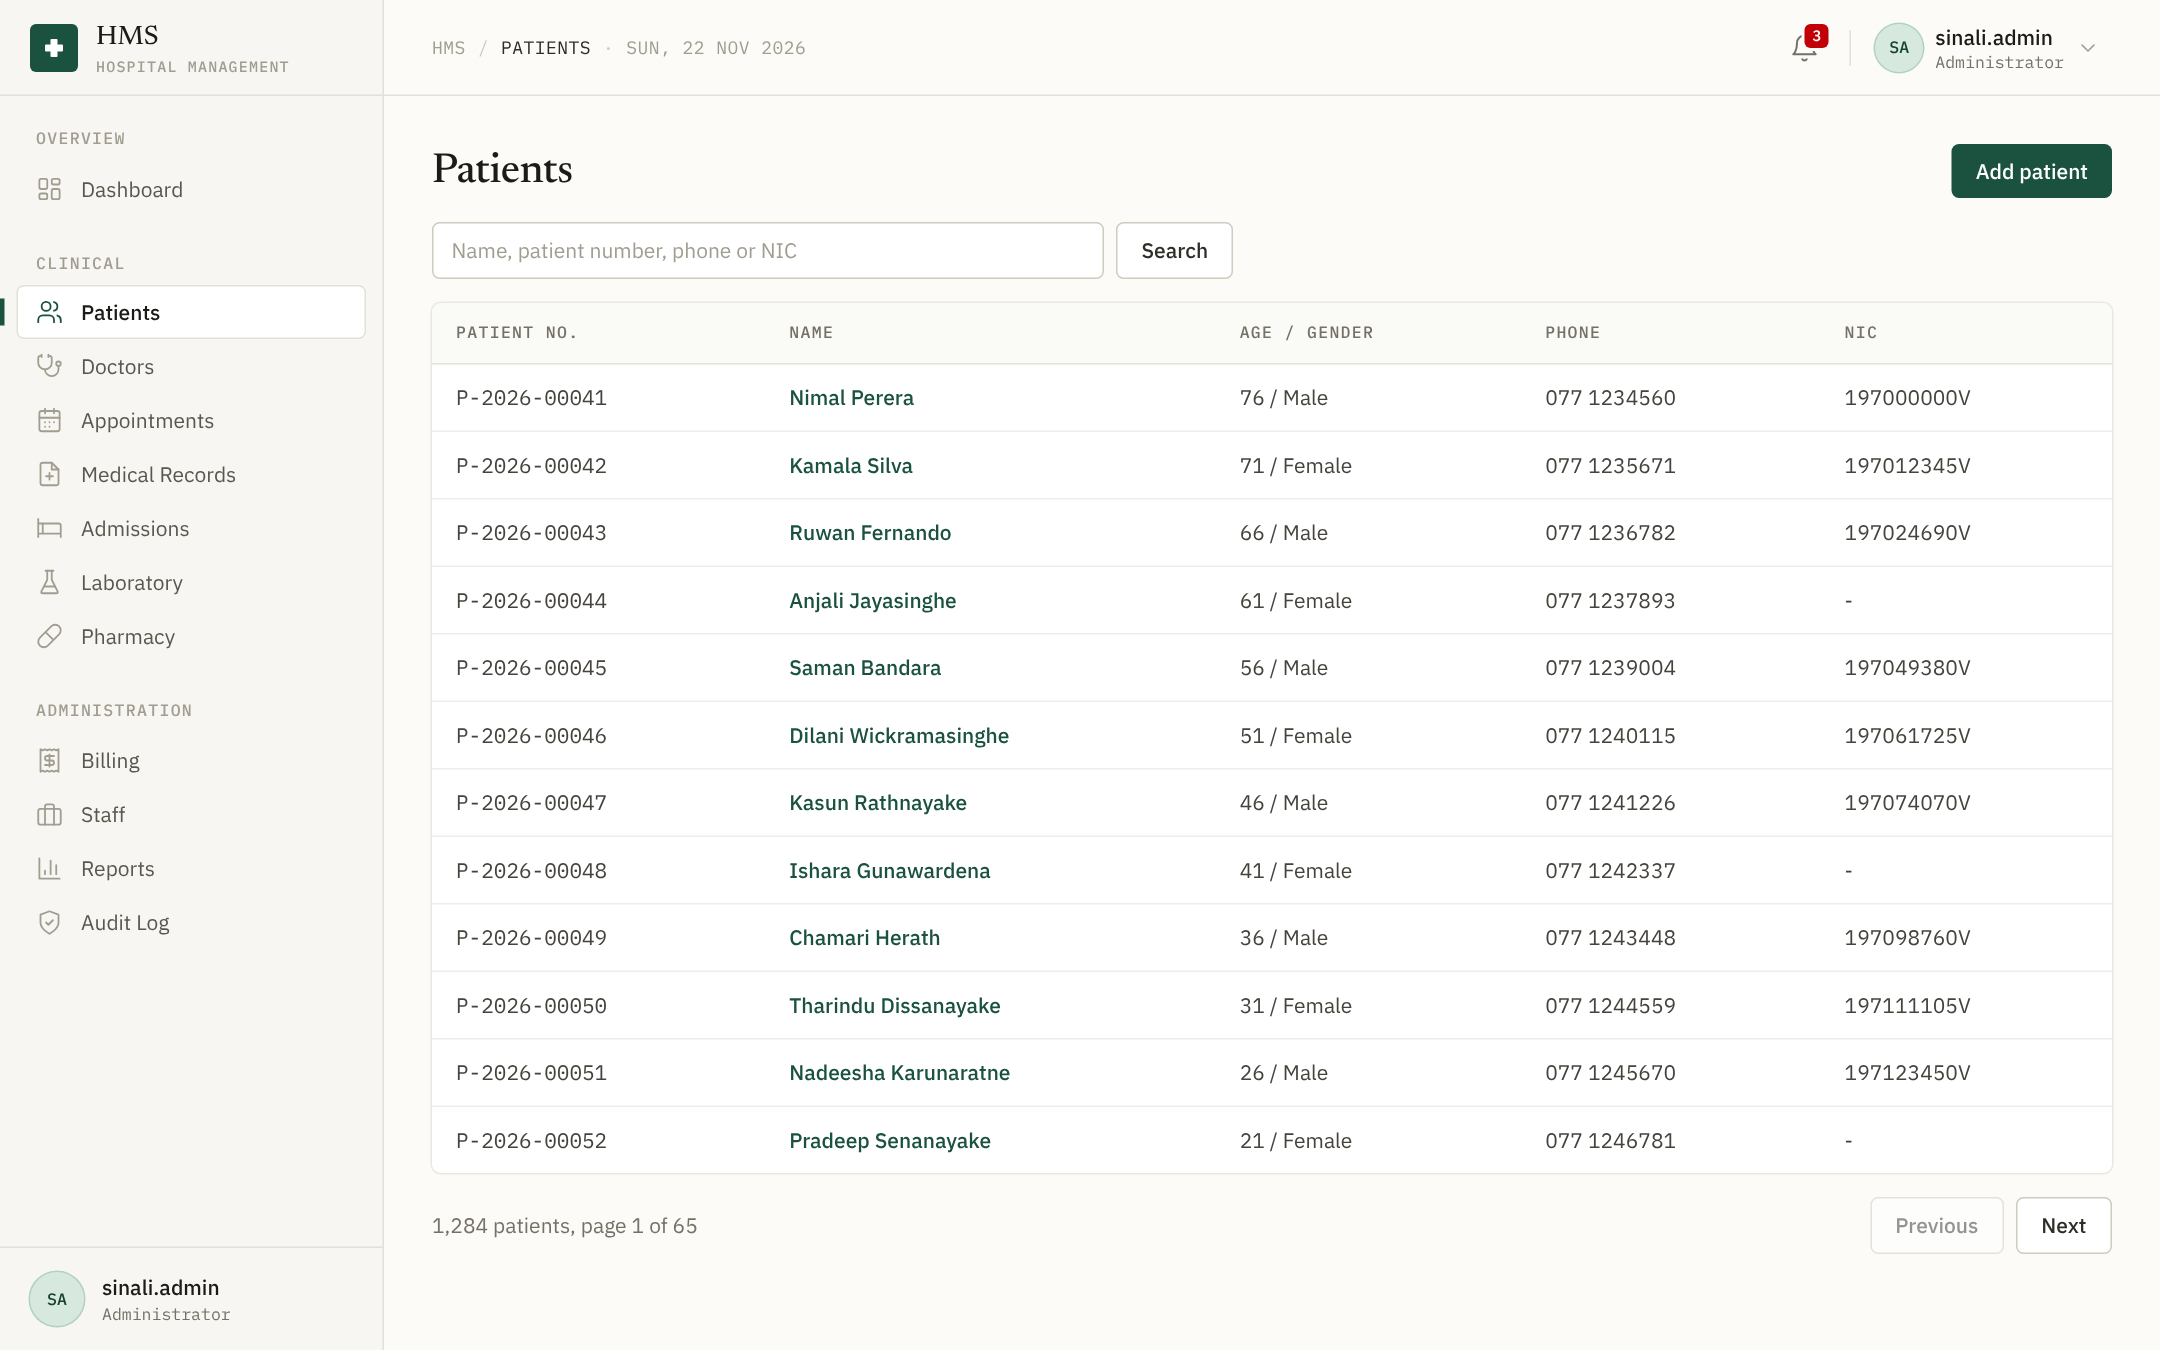 HMS
HOSPITAL MANAGEMENT
HMS / PATIENTS · SUN, 22 NOV 2026
3
SA
sinali.admin
Administrator
OVERVIEW
Dashboard
CLINICAL
Patients
Doctors
Appointments
Medical Records
Admissions
Laboratory
Pharmacy
ADMINISTRATION
Billing
Staff
Reports
Audit Log
SA
sinali.admin
Administrator
Patients
Add patient
Name, patient number, phone or NIC
Search
PATIENT NO. NAME AGE / GENDER PHONE NIC
P-2026-00041 Nimal Perera 76 / Male 077 1234560 197000000V
P-2026-00042 Kamala Silva 71 / Female 077 1235671 197012345V
P-2026-00043 Ruwan Fernando 66 / Male 077 1236782 197024690V
P-2026-00044 Anjali Jayasinghe 61 / Female 077 1237893 -
P-2026-00045 Saman Bandara 56 / Male 077 1239004 197049380V
P-2026-00046 Dilani Wickramasinghe 51 / Female 077 1240115 197061725V
P-2026-00047 Kasun Rathnayake 46 / Male 077 1241226 197074070V
P-2026-00048 Ishara Gunawardena 41 / Female 077 1242337 -
P-2026-00049 Chamari Herath 36 / Male 077 1243448 197098760V
P-2026-00050 Tharindu Dissanayake 31 / Female 077 1244559 197111105V
P-2026-00051 Nadeesha Karunaratne 26 / Male 077 1245670 197123450V
P-2026-00052 Pradeep Senanayake 21 / Female 077 1246781 -
1,284 patients, page 1 of 65
Previous
Next